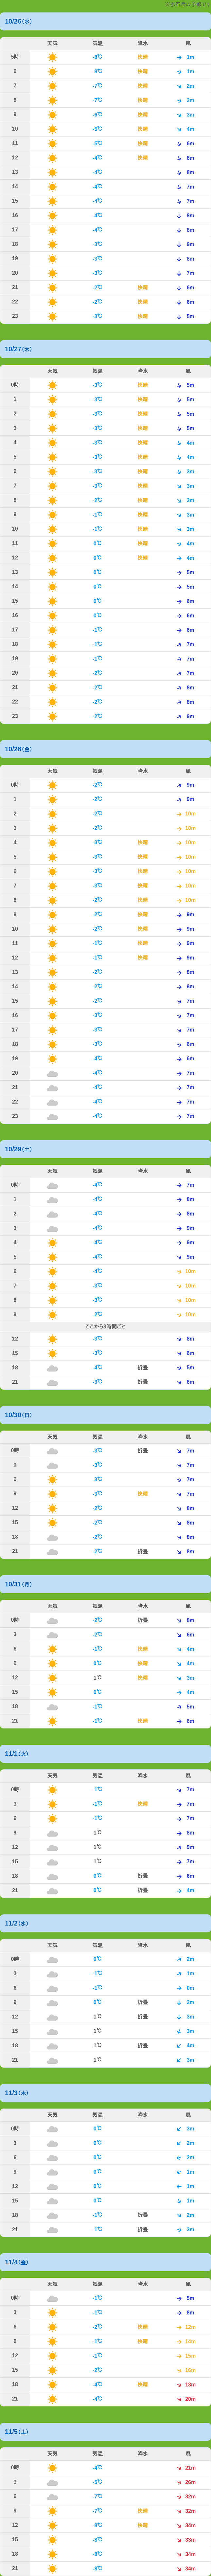 10/26(水)
天気 気温 降水 風
5時 -8℃ 快晴 1m
6 -8℃ 快晴 1m
7 -7℃ 快晴 2m
8 -7℃ 快晴 2m
9 -6℃ 快晴 3m
10 -5℃ 快晴 4m
11 -5℃ 快晴 6m
12 -4℃ 快晴 8m
13 -4℃ 8m
14 -4℃ 7m
15 -4℃ 7m
16 -4℃ 8m
17 -4℃ 8m
18 -3℃ 9m
19 -3℃ 8m
20 -3℃ 7m
21 -2℃ 快晴 6m
22 -2℃ 快晴 6m
23 -3℃ 快晴 5m
10/27(木)
天気 気温 降水 風
0時 -3℃ 快晴 5m
1 -3℃ 快晴 5m
2 -3℃ 快晴 5m
3 -3℃ 快晴 5m
4 -3℃ 快晴 4m
5 -3℃ 快晴 4m
6 -3℃ 快晴 3m
7 -3℃ 快晴 3m
8 -2℃ 快晴 3m
9 -1℃ 快晴 3m
10 -1℃ 快晴 3m
11 0℃ 快晴 4m
12 0℃ 快晴 4m
13 0℃ 5m
14 0℃ 5m
15 0℃ 6m
16 0℃ 6m
17 -1℃ 6m
18 -1℃ 7m
19 -1℃ 7m
20 -2℃ 7m
21 -2℃ 8m
22 -2℃ 8m
23 -2℃ 9m
10/28(金)
天気 気温 降水 風
0時 -2℃ 9m
1 -2℃ 9m
2 -2℃ 10m
3 -2℃ 10m
4 -3℃ 快晴 10m
5 -3℃ 快晴 10m
6 -3℃ 快晴 10m
7 -3℃ 快晴 10m
8 -2℃ 快晴 10m
9 -2℃ 快晴 9m
10 -2℃ 快晴 9m
11 -1℃ 快晴 9m
12 -1℃ 快晴 9m
13 -2℃ 8m
14 -2℃ 8m
15 -2℃ 7m
16 -3℃ 7m
17 -3℃ 7m
18 -3℃ 6m
19 -4℃ 6m
20 -4℃ 7m
21 -4℃ 7m
22 -4℃ 7m
23 -4℃ 7m
10/29(土)
天気 気温 降水 風
0時 -4℃ 7m
1 -4℃ 8m
2 -4℃ 8m
3 -4℃ 9m
4 -4℃ 9m
5 -4℃ 9m
6 -4℃ 10m
7 -3℃ 10m
8 -3℃ 10m
9 -2℃ 10m
ここから3時間ごと
12 -3℃ 8m
15 -3℃ 6m
18 -4℃ 折畳 5m
21 -3℃ 折畳 6m
10/30(日)
天気 気温 降水 風
0時 -3℃ 折畳 7m
3 -3℃ 7m
6 -3℃ 7m
9 -3℃ 快晴 7m
12 -2℃ 8m
15 -2℃ 8m
18 -2℃ 8m
21 -2℃ 折畳 8m
10/31(月)
天気 気温 降水 風
0時 -2℃ 折畳 8m
3 -2℃ 6m
6 -1℃ 快晴 4m
9 0℃ 快晴 4m
12 1℃ 快晴 3m
15 0℃ 4m
18 -1℃ 5m
21 -1℃ 快晴 6m
11/1(火)
天気 気温 降水 風
0時 -1℃ 7m
3 -1℃ 快晴 7m
6 -1℃ 7m
9 1℃ 8m
12 1℃ 9m
15 1℃ 7m
18 0℃ 折畳 6m
21 0℃ 折畳 4m
11/2(水)
天気 気温 降水 風
0時 0℃ 2m
3 -1℃ 1m
6 -1℃ 0m
9 0℃ 折畳 2m
12 1℃ 折畳 3m
15 1℃ 3m
18 1℃ 折畳 4m
21 1℃ 3m
11/3(木)
天気 気温 降水 風
0時 0℃ 3m
3 0℃ 2m
6 0℃ 2m
9 0℃ 1m
12 0℃ 1m
15 0℃ 1m
18 -1℃ 折畳 2m
21 -1℃ 折畳 3m
11/4(金)
天気 気温 降水 風
0時 -1℃ 5m
3 -1℃ 8m
6 -2℃ 快晴 12m
9 -1℃ 快晴 14m
12 -1℃ 15m
15 -2℃ 16m
18 -4℃ 快晴 18m
21 -4℃ 20m
11/5(土)
天気 気温 降水 風
0時 -4℃ 21m
3 -5℃ 26m
6 -7℃ 32m
9 -7℃ 快晴 32m
12 -8℃ 快晴 34m
15 -8℃ 33m
18 -8℃ 34m
21 -8℃ 34m